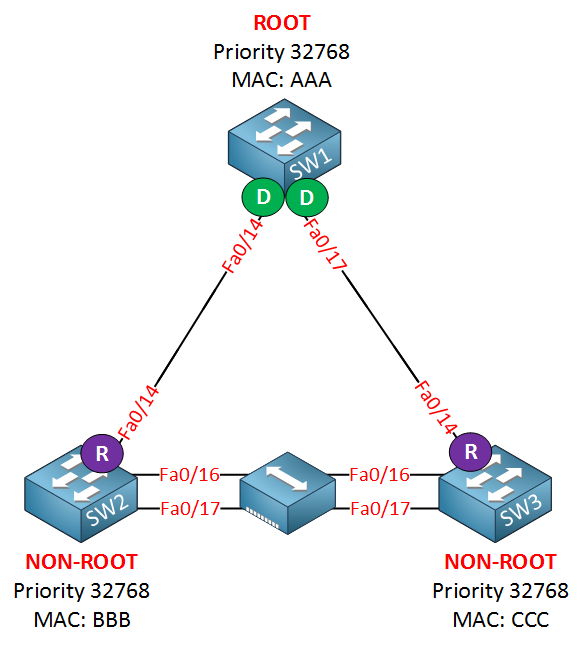 ROOT
Priority 32768
MAC: AAA
SW1
D
D
Fa0/14
Fa0/17
Fa0/14
Fa0/14
R
R
Fa0/16
Fa0/16
SW2
SW3
Fa0/17
Fa0/17
NON-ROOT
Priority 32768
MAC: BBB
NON-ROOT
Priority 32768
MAC: CCC